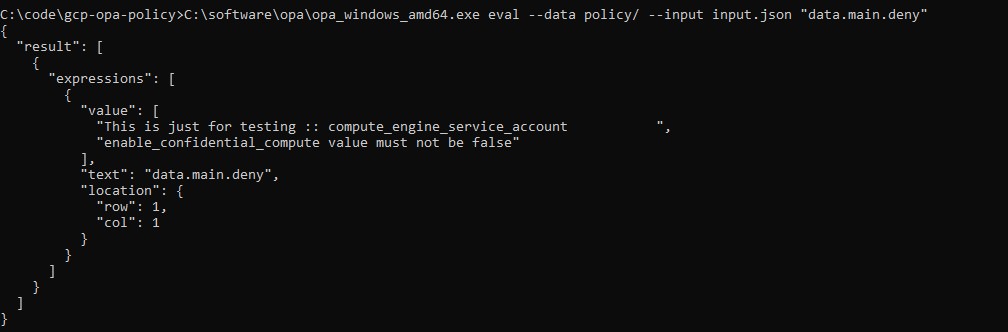 C:\code\gcp-opa-policy>C:\software\opa\opa_windows_amd64.exe eval --data policy/ --input input.json "data.main.deny"
{
  "result": [
    {
      "expressions": [
        {
          "value": [
            "This is just for testing :: compute_engine_service_account           ",
            "enable_confidential_compute value must not be false"
          ],
          "text": "data.main.deny",
          "location": {
            "row": 1,
            "col": 1
          }
        }
      ]
    }
  ]
}